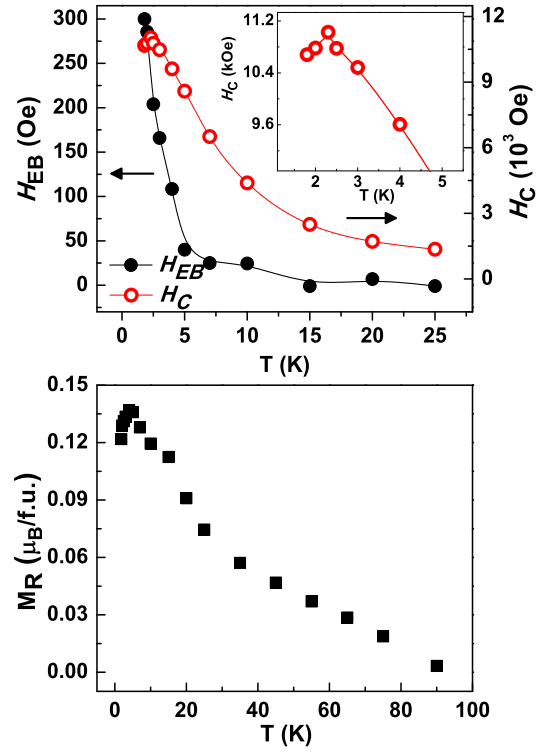 H_EB (Oe)
300
250
200
150
100
50
0
H_EB
H_C
0 5 10 15 20 25
T (K)
12
9
6
3
0
H_C (10³ Oe)
H_C (kOe)
11.2
10.8
10.4
9.6
2 3 4 5
T (K)
M_R (μ_B/f.u.)
0.15
0.12
0.09
0.06
0.03
0.00
0 20 40 60 80 100
T (K)